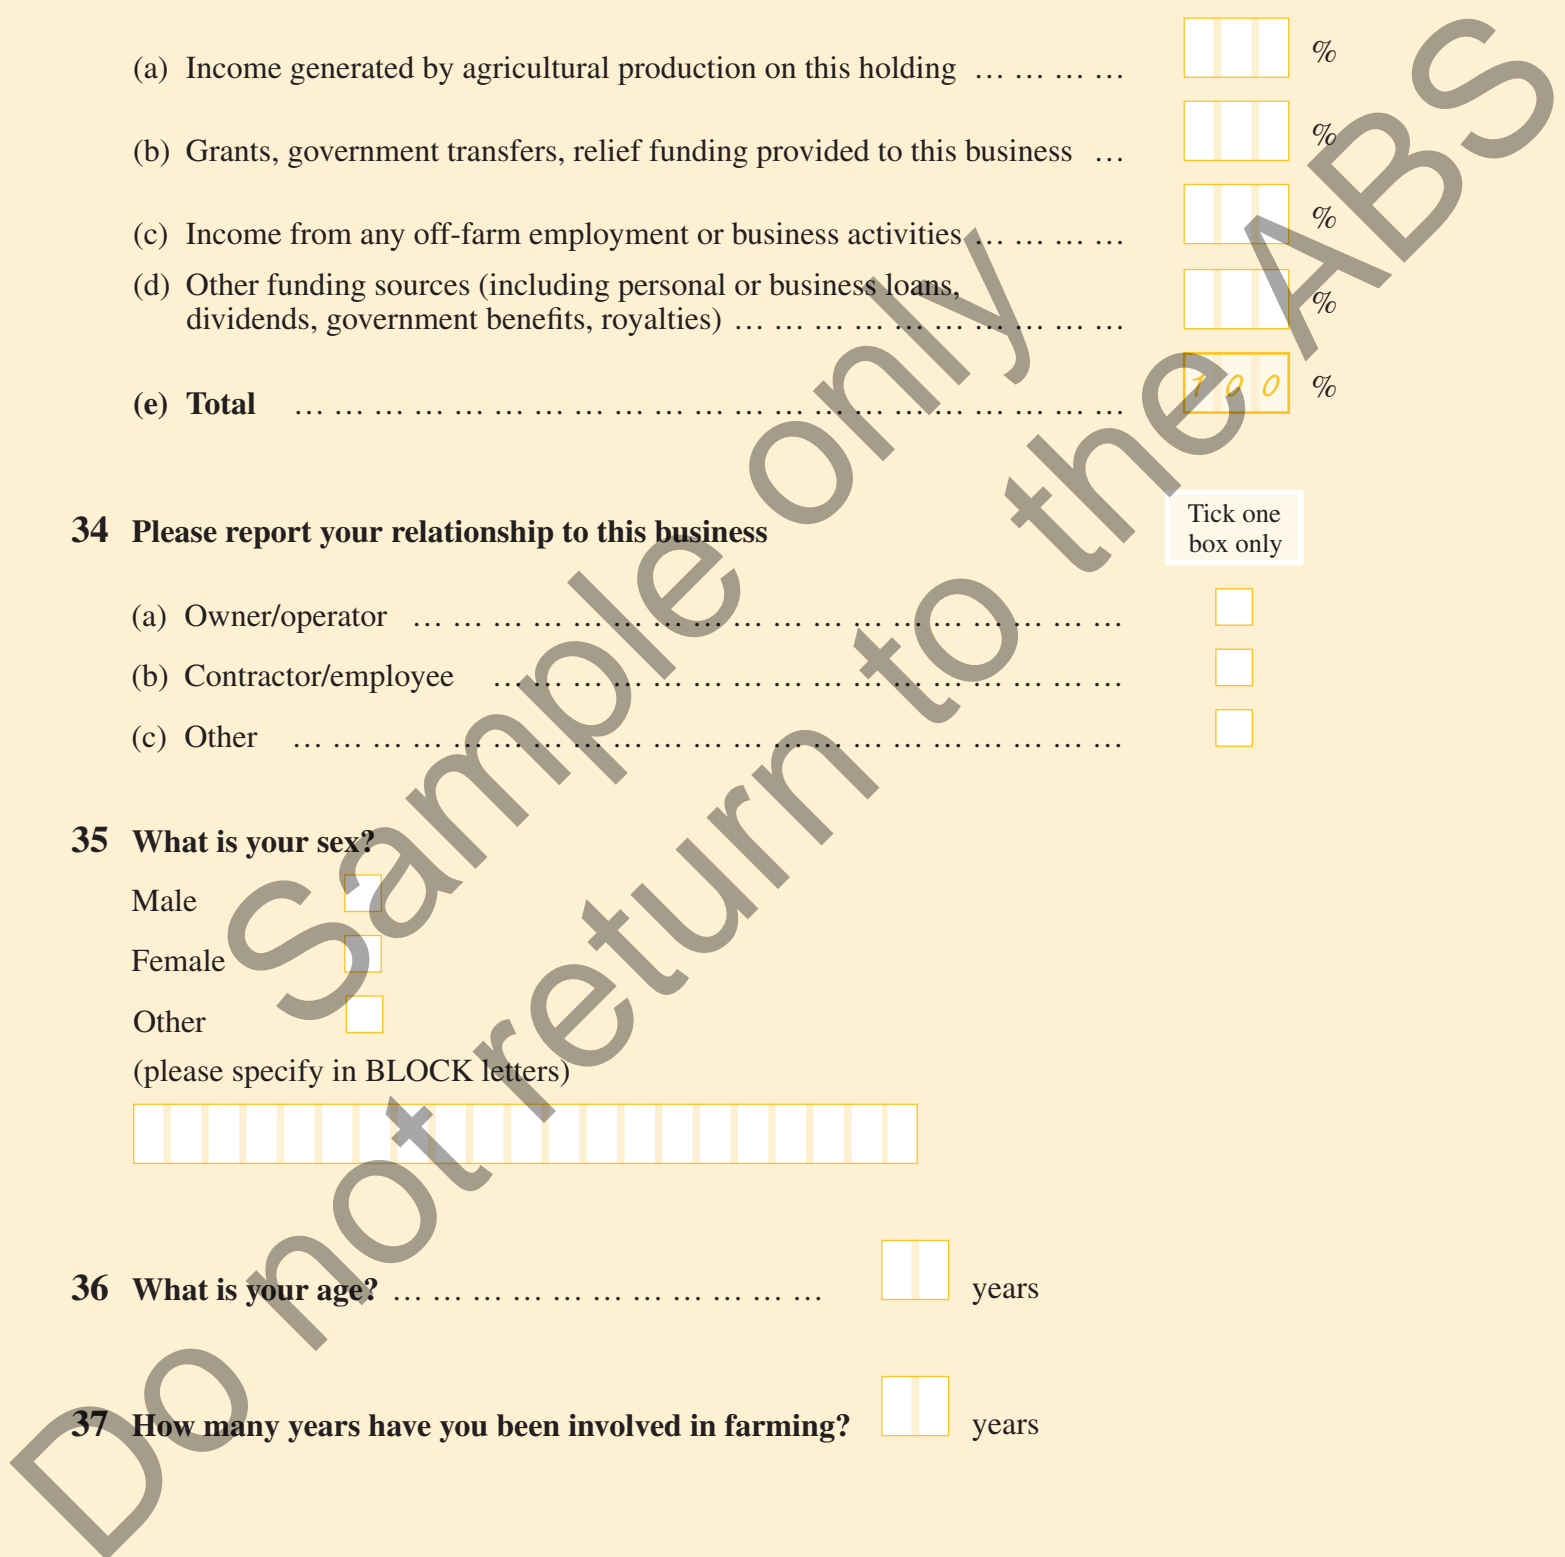 (a) Income generated by agricultural production on this holding … … … … %
(b) Grants, government transfers, relief funding provided to this business … %
(c) Income from any off-farm employment or business activities … … … … %
(d) Other funding sources (including personal or business loans,
dividends, government benefits, royalties) … … … … … … … … … … %
(e) Total … … … … … … … … … … … … … … … … … … … … … 100 %
34 Please report your relationship to this business
Tick one
box only
(a) Owner/operator … … … … … … … … … … … … … … … … … …
(b) Contractor/employee … … … … … … … … … … … … … … … …
(c) Other … … … … … … … … … … … … … … … … … … … … …
35 What is your sex?
Male
Female
Other
(please specify in BLOCK letters)
36 What is your age? … … … … … … … … … … … years
37 How many years have you been involved in farming? years
Sample only
Do not return to the ABS